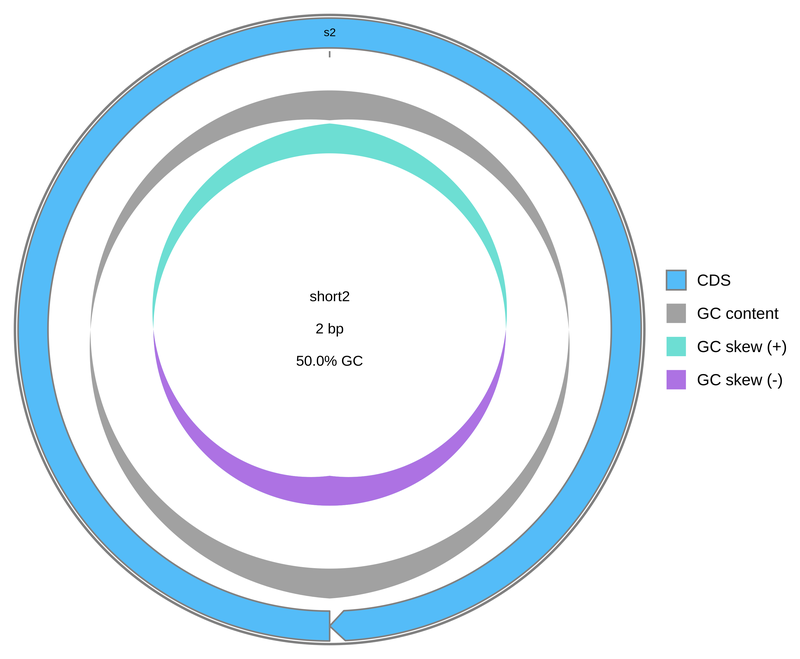 s2
short2
2 bp
50.0% GC
CDS
GC content
GC skew (+)
GC skew (-)